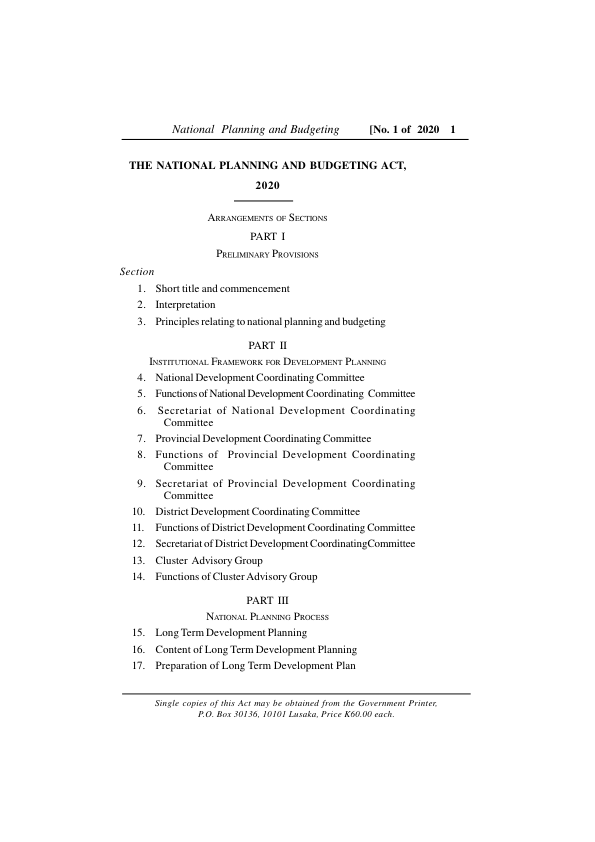 National Planning and Budgeting [No. 1 of 2020 1
THE NATIONAL PLANNING AND BUDGETING ACT,
2020
ARRANGEMENTS OF SECTIONS
PART I
PRELIMINARY PROVISIONS
Section
1. Short title and commencement
2. Interpretation
3. Principles relating to national planning and budgeting
PART II
INSTITUTIONAL FRAMEWORK FOR DEVELOPMENT PLANNING
4. National Development Coordinating Committee
5. Functions of National Development Coordinating Committee
6. Secretariat of National Development Coordinating
Committee
7. Provincial Development Coordinating Committee
8. Functions of Provincial Development Coordinating
Committee
9. Secretariat of Provincial Development Coordinating
Committee
10. District Development Coordinating Committee
11. Functions of District Development Coordinating Committee
12. Secretariat of District Development CoordinatingCommittee
13. Cluster Advisory Group
14. Functions of Cluster Advisory Group
PART III
NATIONAL PLANNING PROCESS
15. Long Term Development Planning
16. Content of Long Term Development Planning
17. Preparation of Long Term Development Plan
Single copies of this Act may be obtained from the Government Printer,
P.O. Box 30136, 10101 Lusaka, Price K60.00 each.